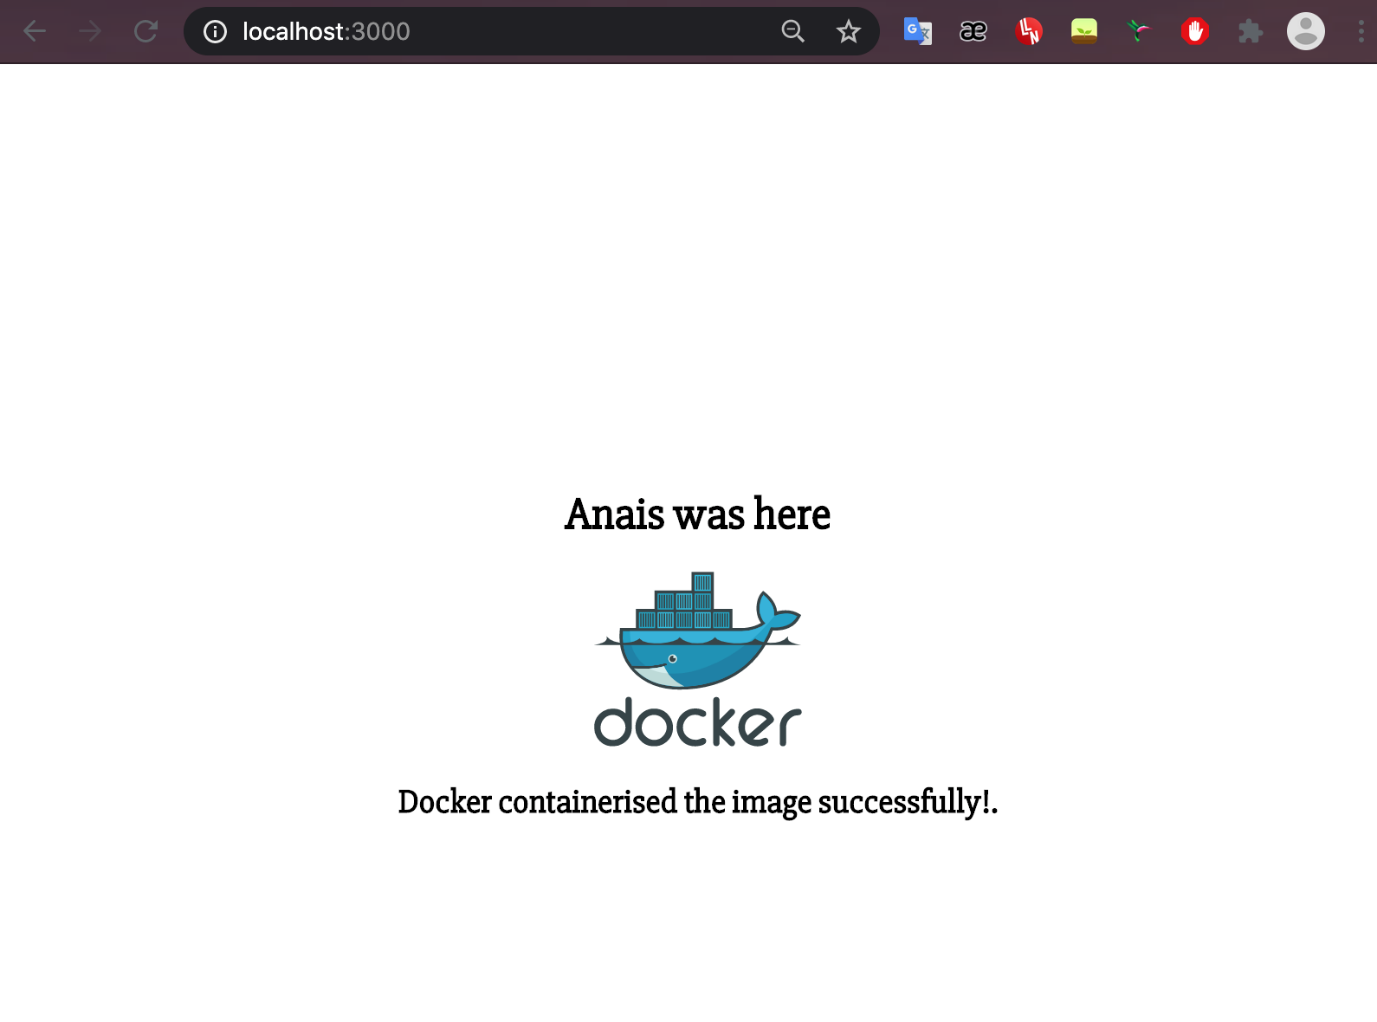 localhost:3000
Anais was here
docker
Docker containerised the image successfully!.